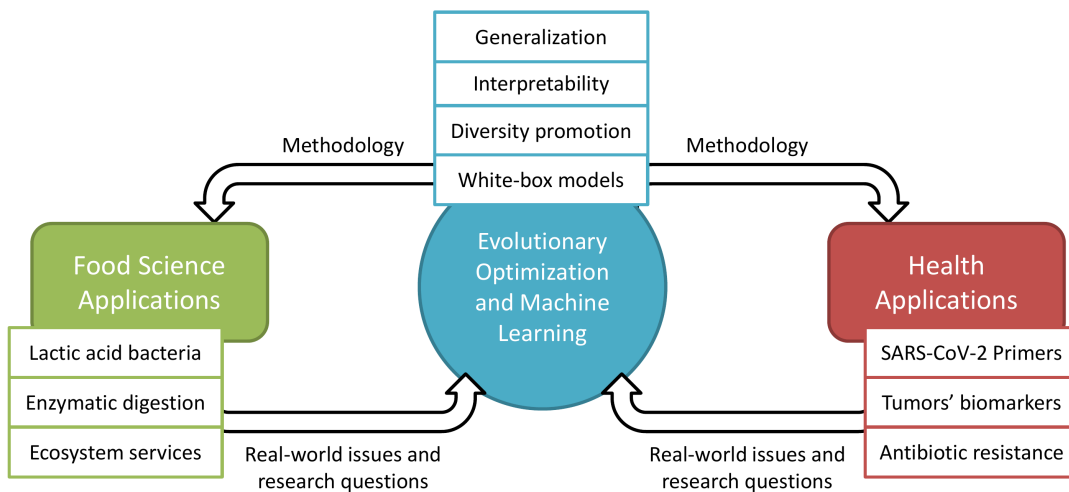 Generalization
Interpretability
Diversity promotion
White-box models
Methodology
Methodology
Evolutionary
Optimization
and Machine
Learning
Food Science
Applications
Lactic acid bacteria
Enzymatic digestion
Ecosystem services
Health
Applications
SARS-CoV-2 Primers
Tumors’ biomarkers
Antibiotic resistance
Real-world issues and
research questions
Real-world issues and
research questions